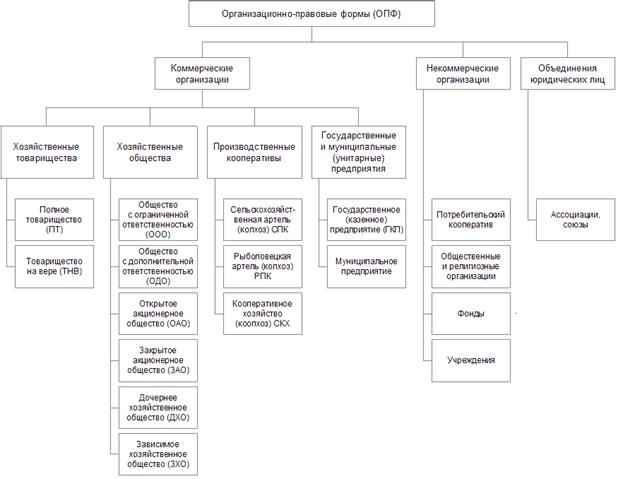 Организационно-правовые формы (ОПФ)
Коммерческие
организации
Некоммерческие
организации
Объединения
юридических лиц
Хозяйственные
товарищества
Хозяйственные
общества
Производственные
кооперативы
Государственные
и муниципальные
(унитарные)
предприятия
Полное
товарищество
(ПТ)
Товарищество
на вере (ТНВ)
Общество
с ограниченной
ответственностью
(ООО)
Общество
с дополнительной
ответственностью
(ОДО)
Открытое
акционерное
общество (ОАО)
Закрытое
акционерное
общество (ЗАО)
Дочернее
хозяйственное
общество (ДХО)
Зависимое
хозяйственное
общество (ЗХО)
Сельскохозяйст-
венная артель
(колхоз) СПК
Рыболовецкая
артель (колхоз)
РПК
Кооперативное
хозяйство
(коопхоз) СКХ
Государственное
(казенное)
предприятие (ГКП)
Муниципальное
предприятие
Потребительский
кооператив
Общественные
и религиозные
организации
Фонды
Учреждения
Ассоциации,
союзы